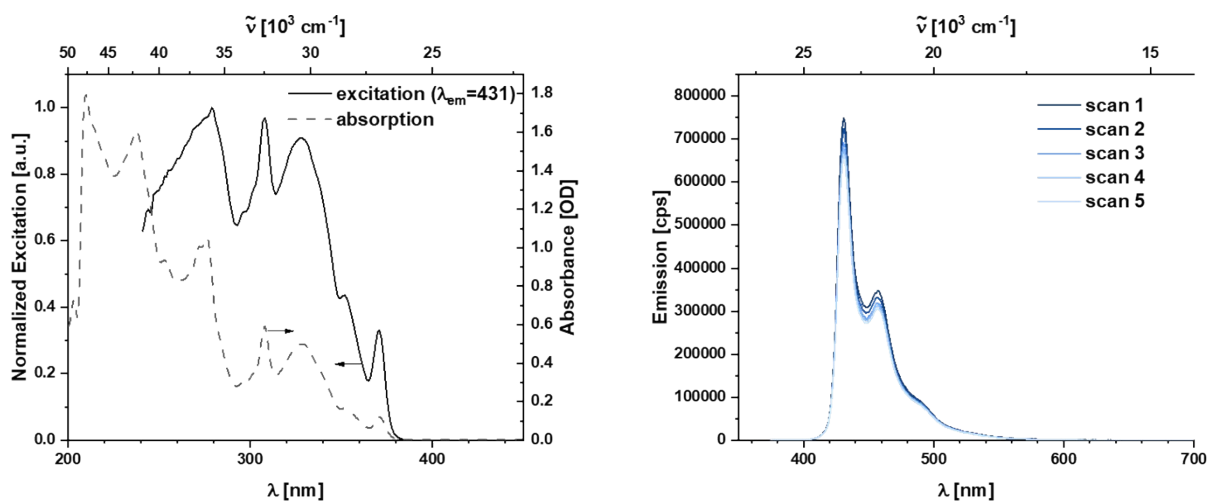 ν̃ [10³ cm⁻¹]
50 45 40 35 30 25
excitation (λem=431)
absorption
1.0
0.8
0.6
0.4
0.2
0.0
Normalized Excitation [a.u.]
1.8
1.6
1.4
1.2
1.0
0.8
0.6
0.4
0.2
0.0
Absorbance [OD]
200 300 400
λ [nm]
ν̃ [10³ cm⁻¹]
25 20 15
800000
700000
600000
500000
400000
300000
200000
100000
0
Emission [cps]
scan 1
scan 2
scan 3
scan 4
scan 5
400 500 600 700
λ [nm]